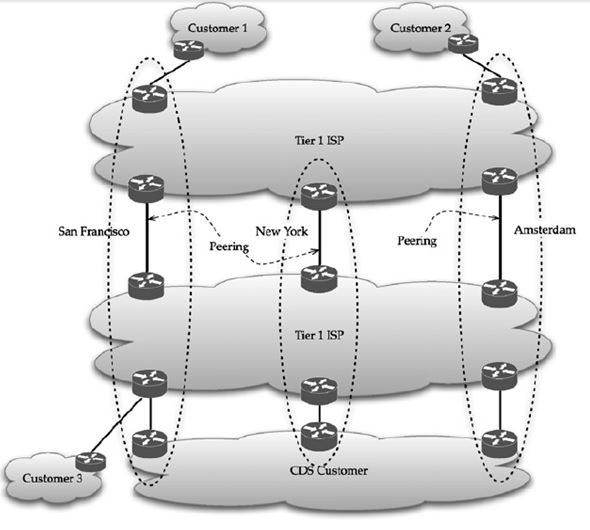 Customer 1
Customer 2
Tier 1 ISP
San Francisco
Peering
New York
Peering
Amsterdam
Tier 1 ISP
CDS Customer
Customer 3